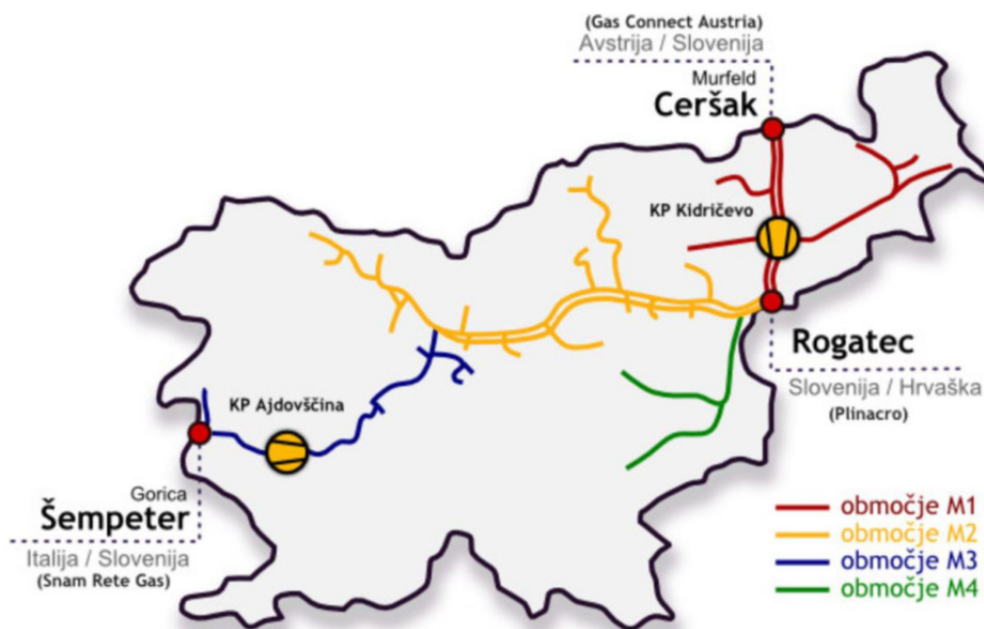 (Gas Connect Austria)
Avstrija / Slovenija
Murfeld
Ceršak
KP Kidričevo
Rogatec
Slovenija / Hrvaška
(Plinacro)
KP Ajdovščina
Gorica
Šempeter
Italija / Slovenija
(Snam Rete Gas)
območje M1
območje M2
območje M3
območje M4